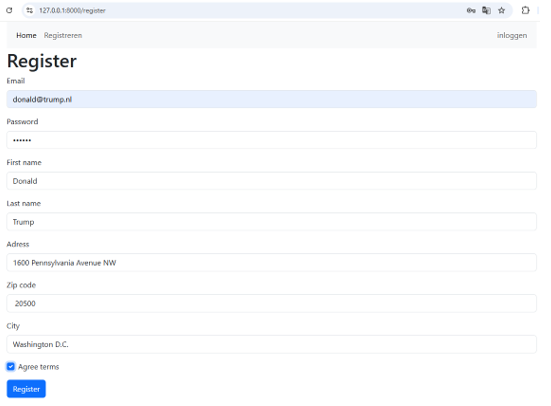 127.0.0.1:8000/register
Home Registreren inloggen
Register
Email
donald@trump.nl
Password
••••••
First name
Donald
Last name
Trump
Adress
1600 Pennsylvania Avenue NW
Zip code
20500
City
Washington D.C.
Agree terms
Register